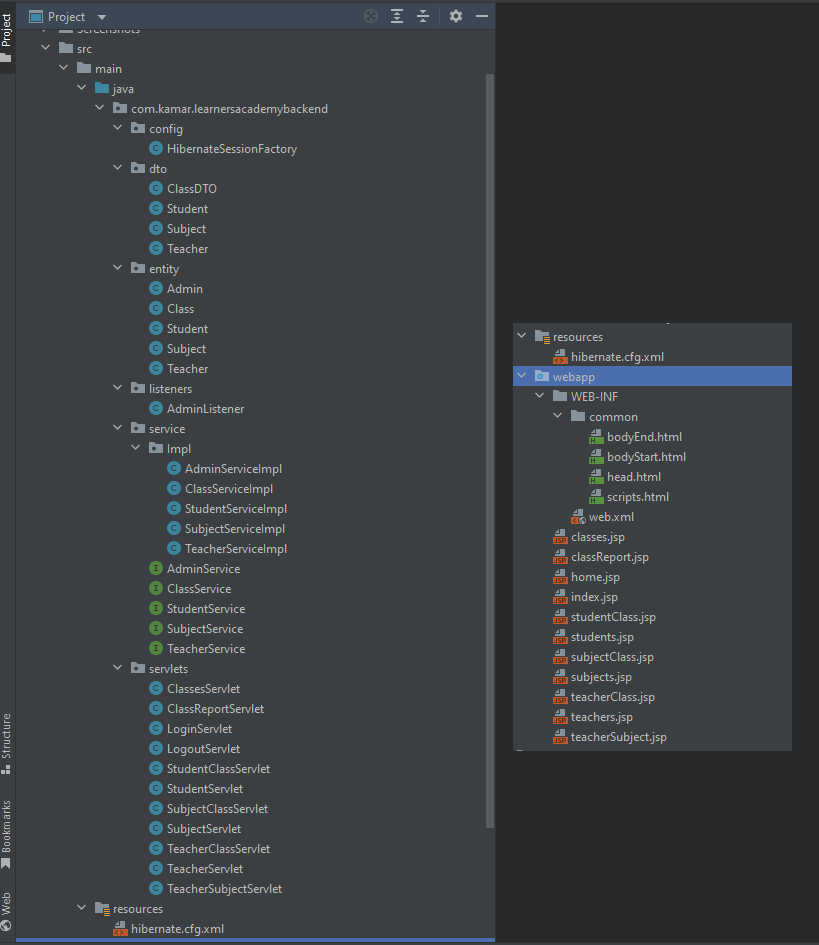 Project
Project
Screenshots
src
main
java
com.kamar.learnersacademybackend
config
HibernateSessionFactory
dto
ClassDTO
Student
Subject
Teacher
entity
Admin
Class
Student
Subject
Teacher
listeners
AdminListener
service
Impl
AdminServiceImpl
ClassServiceImpl
StudentServiceImpl
SubjectServiceImpl
TeacherServiceImpl
AdminService
ClassService
StudentService
SubjectService
TeacherService
servlets
ClassesServlet
ClassReportServlet
LoginServlet
LogoutServlet
StudentClassServlet
StudentServlet
SubjectClassServlet
SubjectServlet
TeacherClassServlet
TeacherServlet
TeacherSubjectServlet
resources
hibernate.cfg.xml
Structure
Bookmarks
Web
resources
hibernate.cfg.xml
webapp
WEB-INF
common
bodyEnd.html
bodyStart.html
head.html
scripts.html
web.xml
classes.jsp
classReport.jsp
home.jsp
index.jsp
studentClass.jsp
students.jsp
subjectClass.jsp
subjects.jsp
teacherClass.jsp
teachers.jsp
teacherSubject.jsp